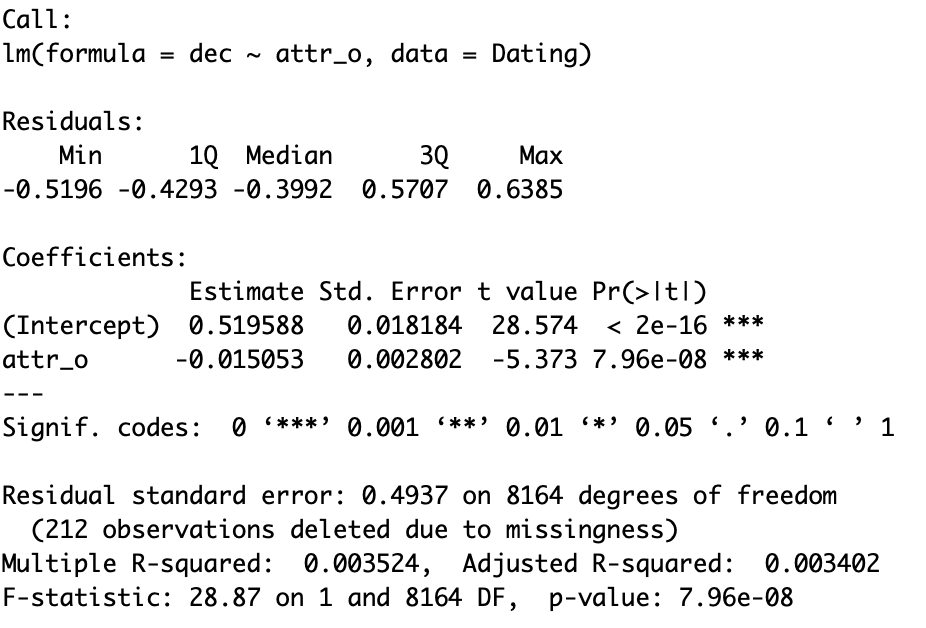 Call:
lm(formula = dec ~ attr_o, data = Dating)

Residuals:
    Min      1Q  Median      3Q     Max
-0.5196 -0.4293 -0.3992  0.5707  0.6385

Coefficients:
             Estimate Std. Error t value Pr(>|t|)
(Intercept)  0.519588   0.018184  28.574  < 2e-16 ***
attr_o      -0.015053   0.002802  -5.373 7.96e-08 ***
---
Signif. codes:  0 ‘***’ 0.001 ‘**’ 0.01 ‘*’ 0.05 ‘.’ 0.1 ‘ ’ 1

Residual standard error: 0.4937 on 8164 degrees of freedom
  (212 observations deleted due to missingness)
Multiple R-squared:  0.003524,	Adjusted R-squared:  0.003402
F-statistic: 28.87 on 1 and 8164 DF,  p-value: 7.96e-08